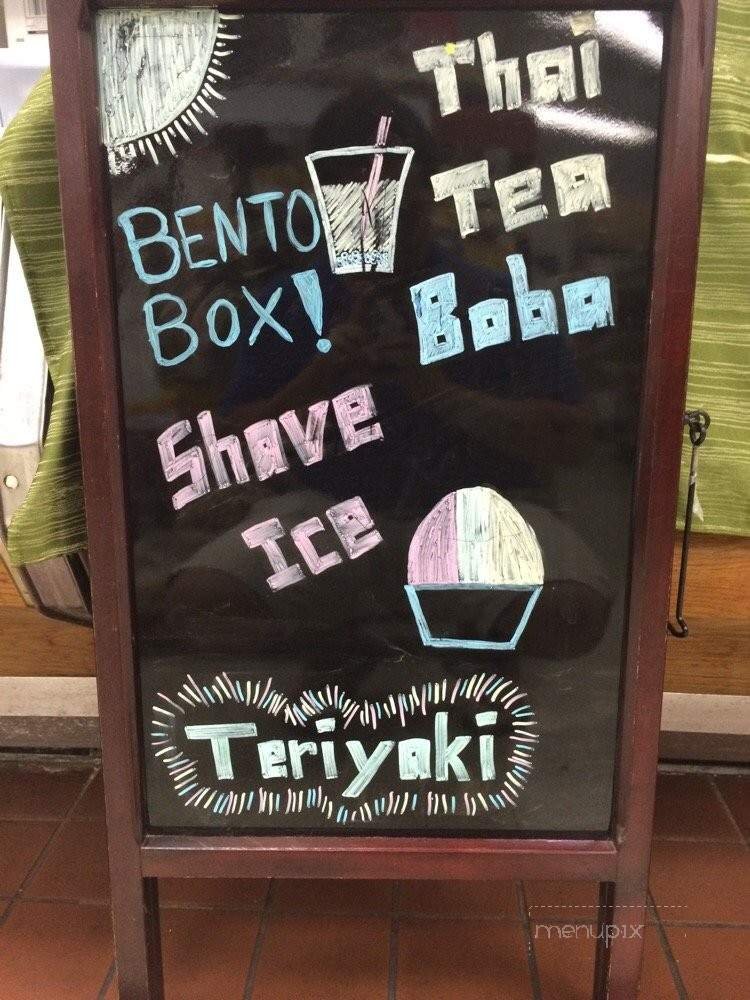 Thai
Tea
Boba
BENTO
BOX!
Shave
Ice
Teriyaki
menupix